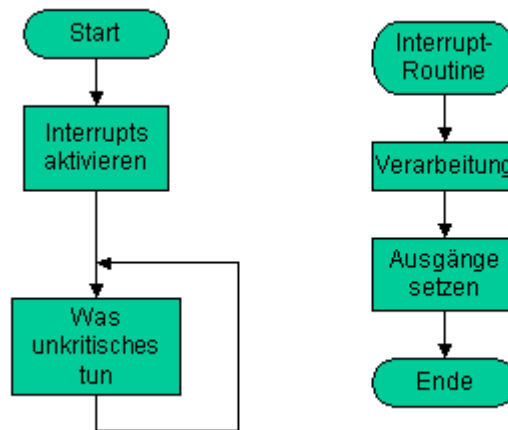 Start
Interrupts
aktivieren
Was
unkritisches
tun
Interrupt-
Routine
Verarbeitung
Ausgänge
setzen
Ende